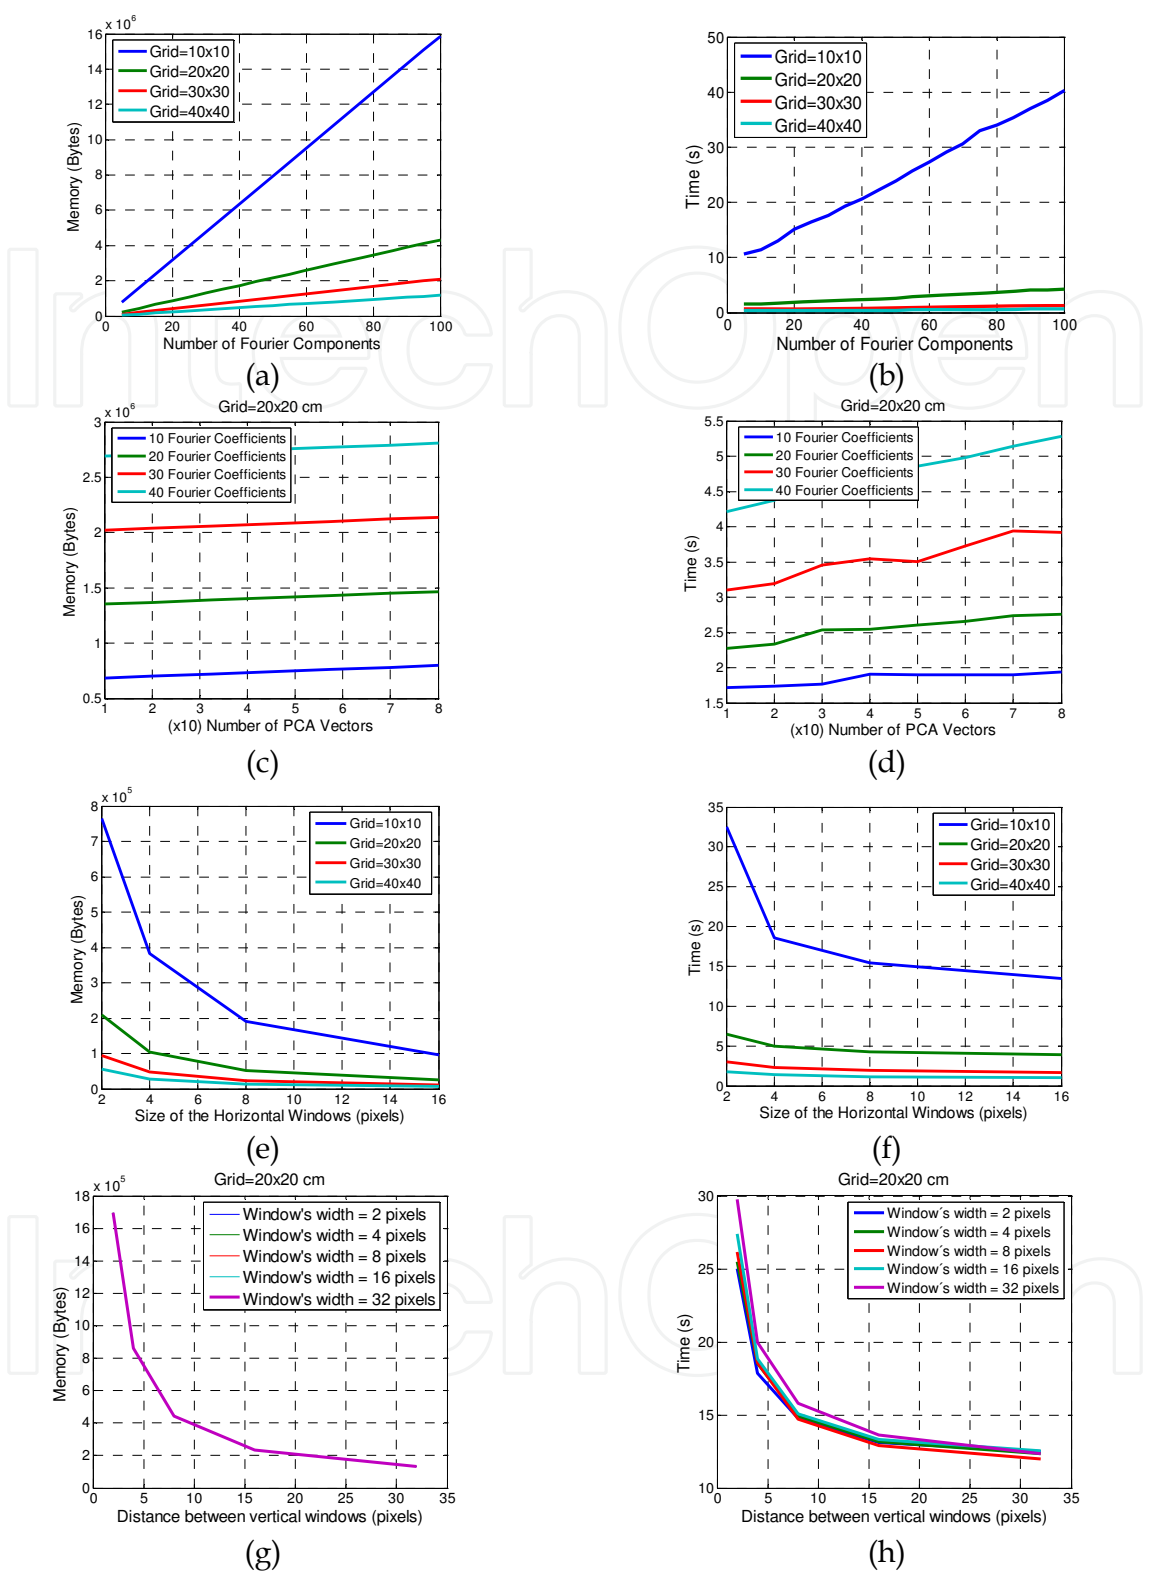 x 10⁶
16
14
12
10
8
6
4
2
0
Memory (Bytes)
Grid=10x10
Grid=20x20
Grid=30x30
Grid=40x40
0 20 40 60 80 100
Number of Fourier Components
(a)
50
40
30
20
10
0
Time (s)
Grid=10x10
Grid=20x20
Grid=30x30
Grid=40x40
0 20 40 60 80 100
Number of Fourier Components
(b)
Grid=20x20 cm
x 10⁶
3
2.5
2
1.5
1
0.5
Memory (Bytes)
10 Fourier Coefficients
20 Fourier Coefficients
30 Fourier Coefficients
40 Fourier Coefficients
1 2 3 4 5 6 7 8
(x10) Number of PCA Vectors
(c)
Grid=20x20 cm
5.5
5
4.5
4
3.5
3
2.5
2
1.5
Time (s)
10 Fourier Coefficients
20 Fourier Coefficients
30 Fourier Coefficients
40 Fourier Coefficients
1 2 3 4 5 6 7 8
(x10) Number of PCA Vectors
(d)
x 10⁵
8
7
6
5
4
3
2
1
0
Memory (Bytes)
Grid=10x10
Grid=20x20
Grid=30x30
Grid=40x40
2 4 6 8 10 12 14 16
Size of the Horizontal Windows (pixels)
(e)
35
30
25
20
15
10
5
0
Time (s)
Grid=10x10
Grid=20x20
Grid=30x30
Grid=40x40
2 4 6 8 10 12 14 16
Size of the Horizontal Windows (pixels)
(f)
Grid=20x20 cm
x 10⁵
18
16
14
12
10
8
6
4
2
0
Memory (Bytes)
Window's width = 2 pixels
Window's width = 4 pixels
Window's width = 8 pixels
Window's width = 16 pixels
Window's width = 32 pixels
0 5 10 15 20 25 30 35
Distance between vertical windows (pixels)
(g)
Grid=20x20 cm
30
25
20
15
10
Time (s)
Window´s width = 2 pixels
Window´s width = 4 pixels
Window´s width = 8 pixels
Window´s width = 16 pixels
Window´s width = 32 pixels
0 5 10 15 20 25 30 35
Distance between vertical windows (pixels)
(h)
IntechOpen
IntechOpen